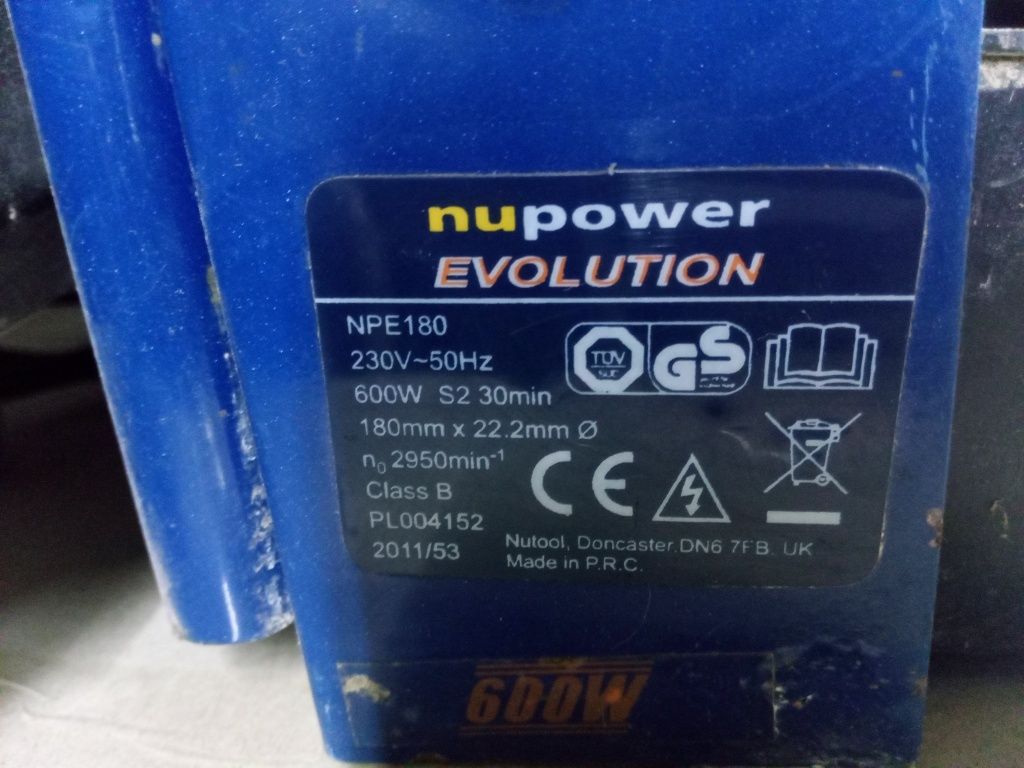 nupower
EVOLUTION
NPE180
230V~50Hz
600W S2 30min
180mm x 22.2mm Ø
n₀ 2950min⁻¹
Class B
PL004152
2011/53
TÜV
GS
CE
Nutool, Doncaster. DN6 7FB. UK
Made in P.R.C.
600W